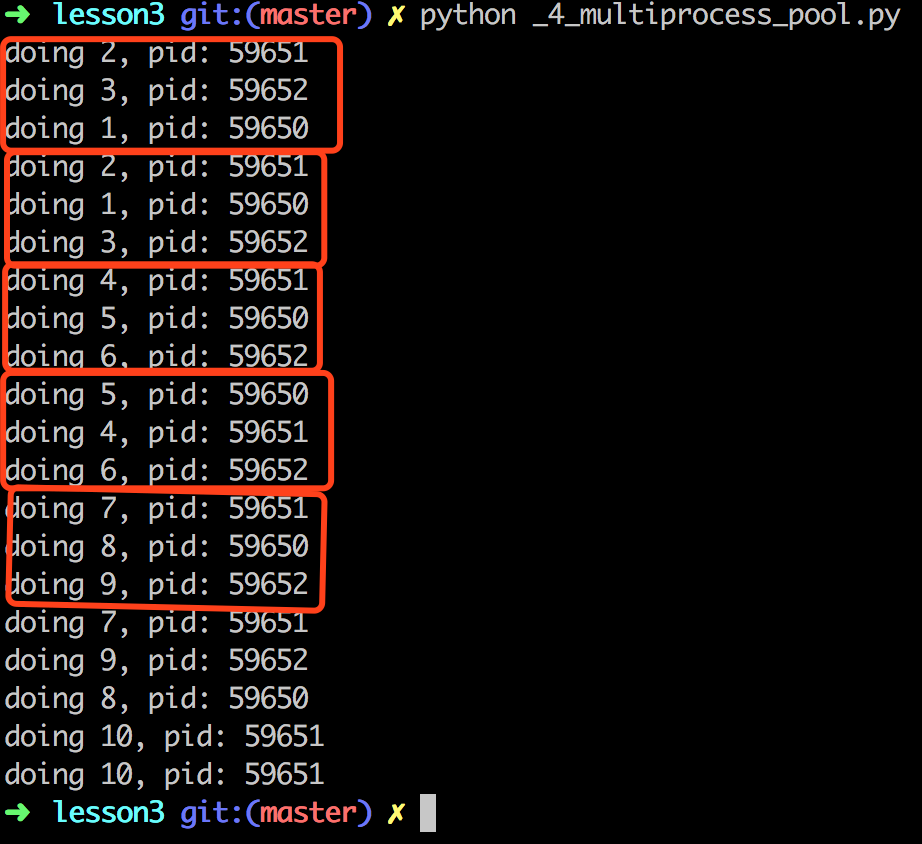 ➜ lesson3 git:(master) ✗ python _4_multiprocess_pool.py
doing 2, pid: 59651
doing 3, pid: 59652
doing 1, pid: 59650
doing 2, pid: 59651
doing 1, pid: 59650
doing 3, pid: 59652
doing 4, pid: 59651
doing 5, pid: 59650
doing 6, pid: 59652
doing 5, pid: 59650
doing 4, pid: 59651
doing 6, pid: 59652
doing 7, pid: 59651
doing 8, pid: 59650
doing 9, pid: 59652
doing 7, pid: 59651
doing 9, pid: 59652
doing 8, pid: 59650
doing 10, pid: 59651
doing 10, pid: 59651
➜ lesson3 git:(master) ✗